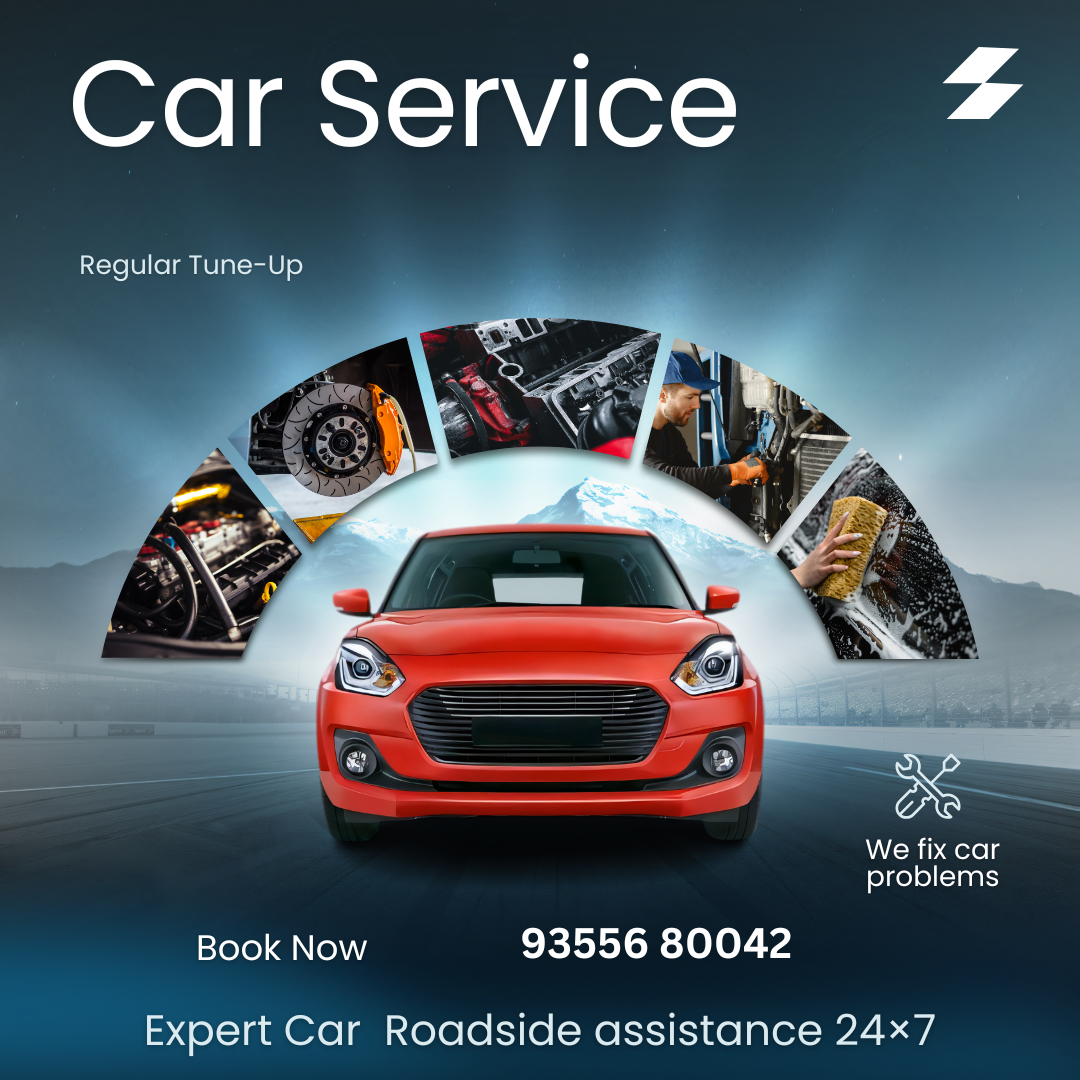 Car Service
Regular Tune-Up
We fix car
problems
Book Now
93556 80042
Expert Car  Roadside assistance 24×7